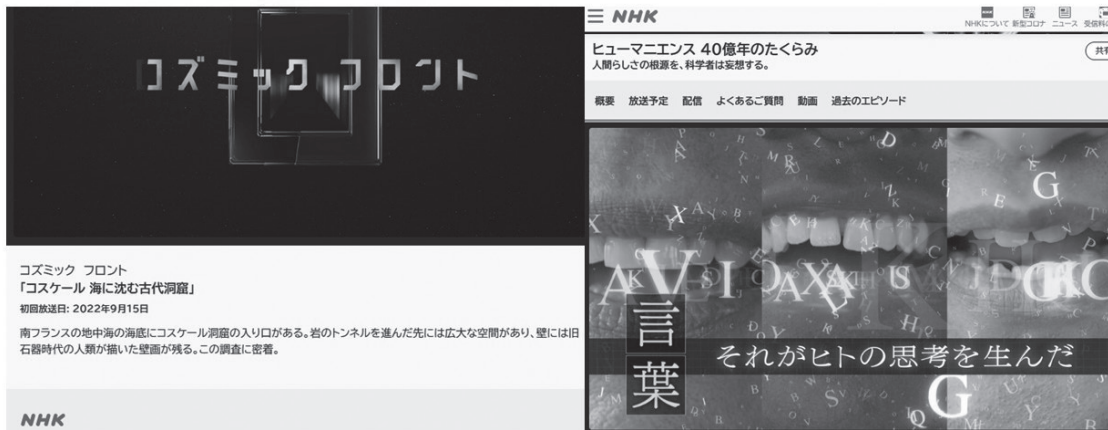 コズミック フロント
コズミック フロント
「コスケール 海に沈む古代洞窟」
初回放送日: 2022年9月15日
南フランスの地中海の海底にコスケール洞窟の入り口がある。岩のトンネルを進んだ先には広大な空間があり、壁には旧
石器時代の人類が描いた壁画が残る。この調査に密着。
NHK
NHK
NHKについて 新型コロナ ニュース
ヒューマニエンス 40億年のたくらみ
人間らしさの根源を、科学者は妄想する。
概要 放送予定 配信 よくあるご質問 動画 過去のエピソード
言葉
それがヒトの思考を生んだ